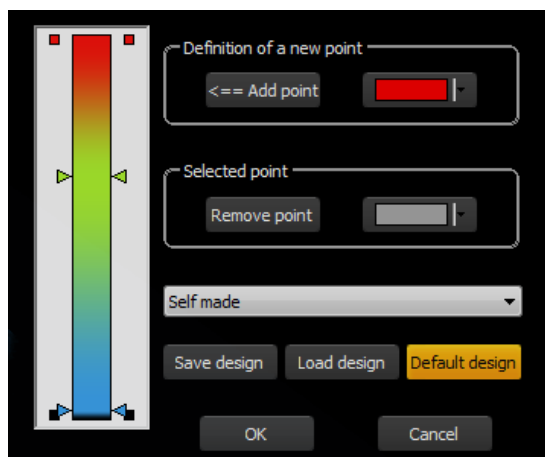 Definition of a new point
<== Add point
Selected point
Remove point
Self made
Save design Load design Default design
OK Cancel